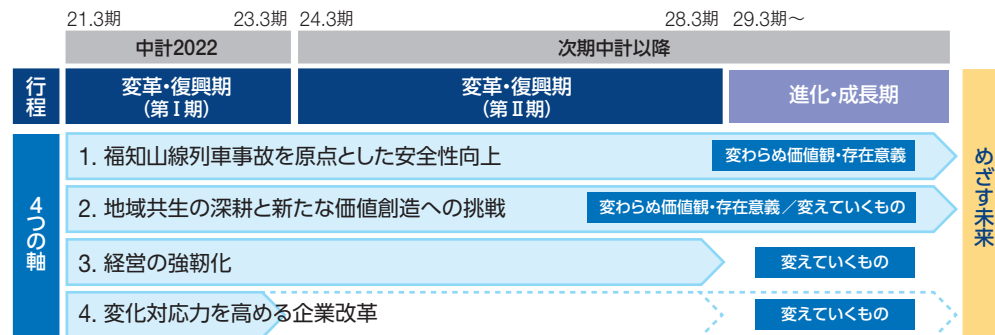 21.3期 23.3期 24.3期 28.3期 29.3期～
中計2022 次期中計以降
行程
変革・復興期
(第Ⅰ期)
変革・復興期
(第Ⅱ期)
進化・成長期
4つの軸
1. 福知山線列車事故を原点とした安全性向上 変わらぬ価値観・存在意義
2. 地域共生の深耕と新たな価値創造への挑戦 変わらぬ価値観・存在意義／変えていくもの
3. 経営の強靭化 変えていくもの
4. 変化対応力を高める企業改革 変えていくもの
めざす未来